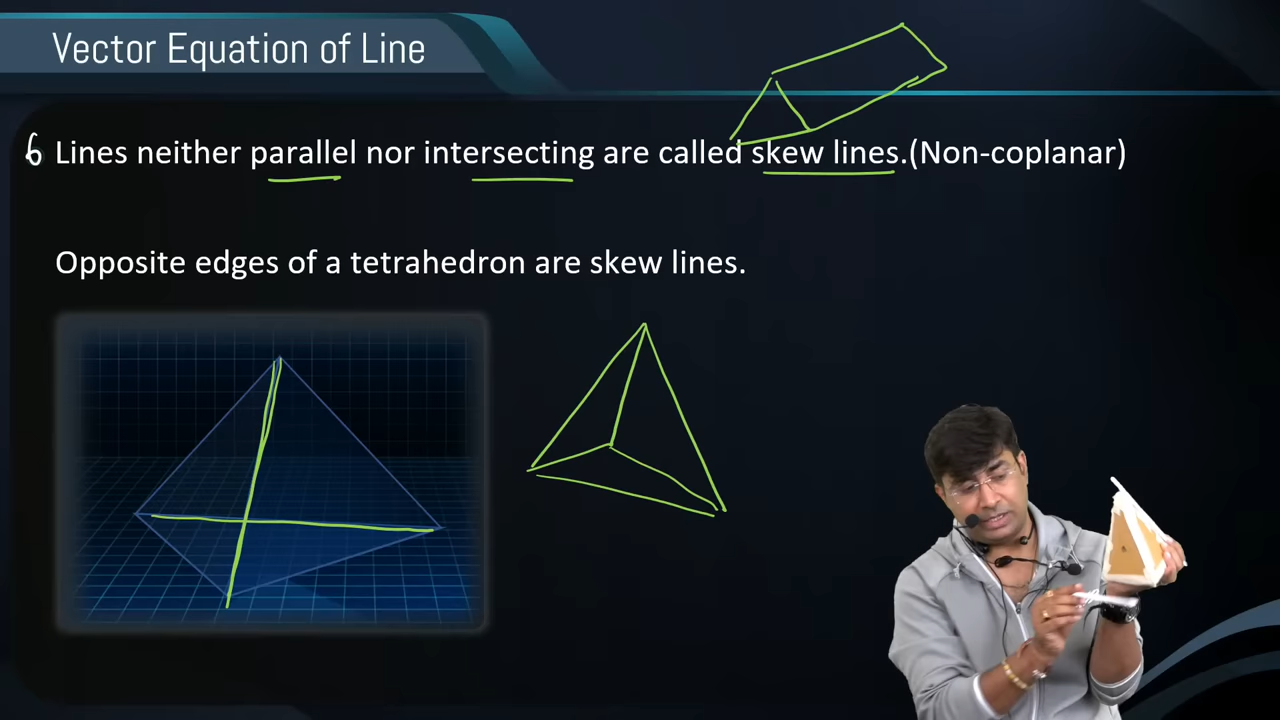 Vector Equation of Line
6 Lines neither parallel nor intersecting are called skew lines.(Non-coplanar)
Opposite edges of a tetrahedron are skew lines.